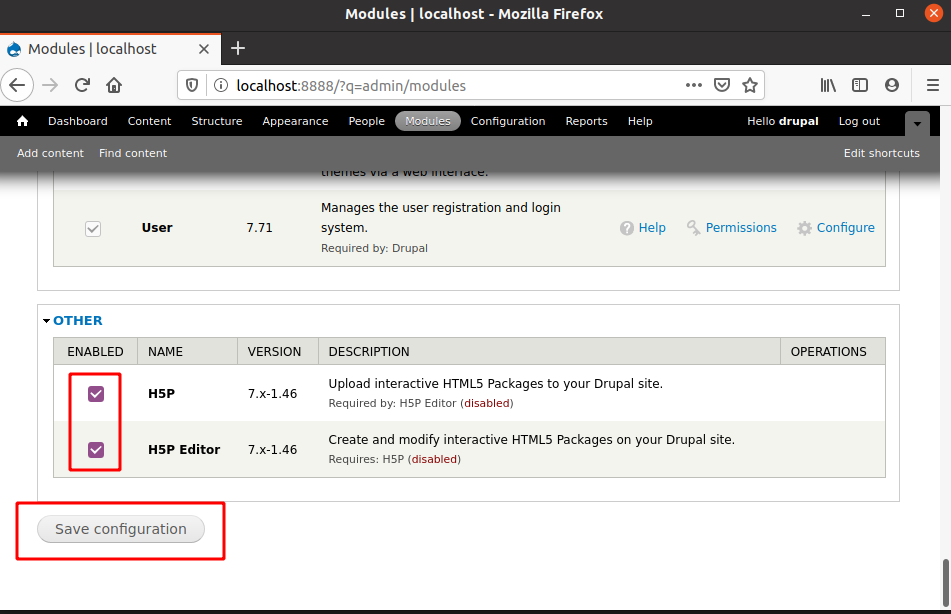 Modules | localhost - Mozilla Firefox
Modules | localhost
localhost:8888/?q=admin/modules
Dashboard Content Structure Appearance People Modules Configuration Reports Help Hello drupal Log out
Add content Find content Edit shortcuts
themes via a web interface.
User 7.71 Manages the user registration and login
system.
Required by: Drupal
Help Permissions Configure
OTHER
ENABLED NAME VERSION DESCRIPTION OPERATIONS
H5P 7.x-1.46 Upload interactive HTML5 Packages to your Drupal site.
Required by: H5P Editor (disabled)
H5P Editor 7.x-1.46 Create and modify interactive HTML5 Packages on your Drupal site.
Requires: H5P (disabled)
Save configuration